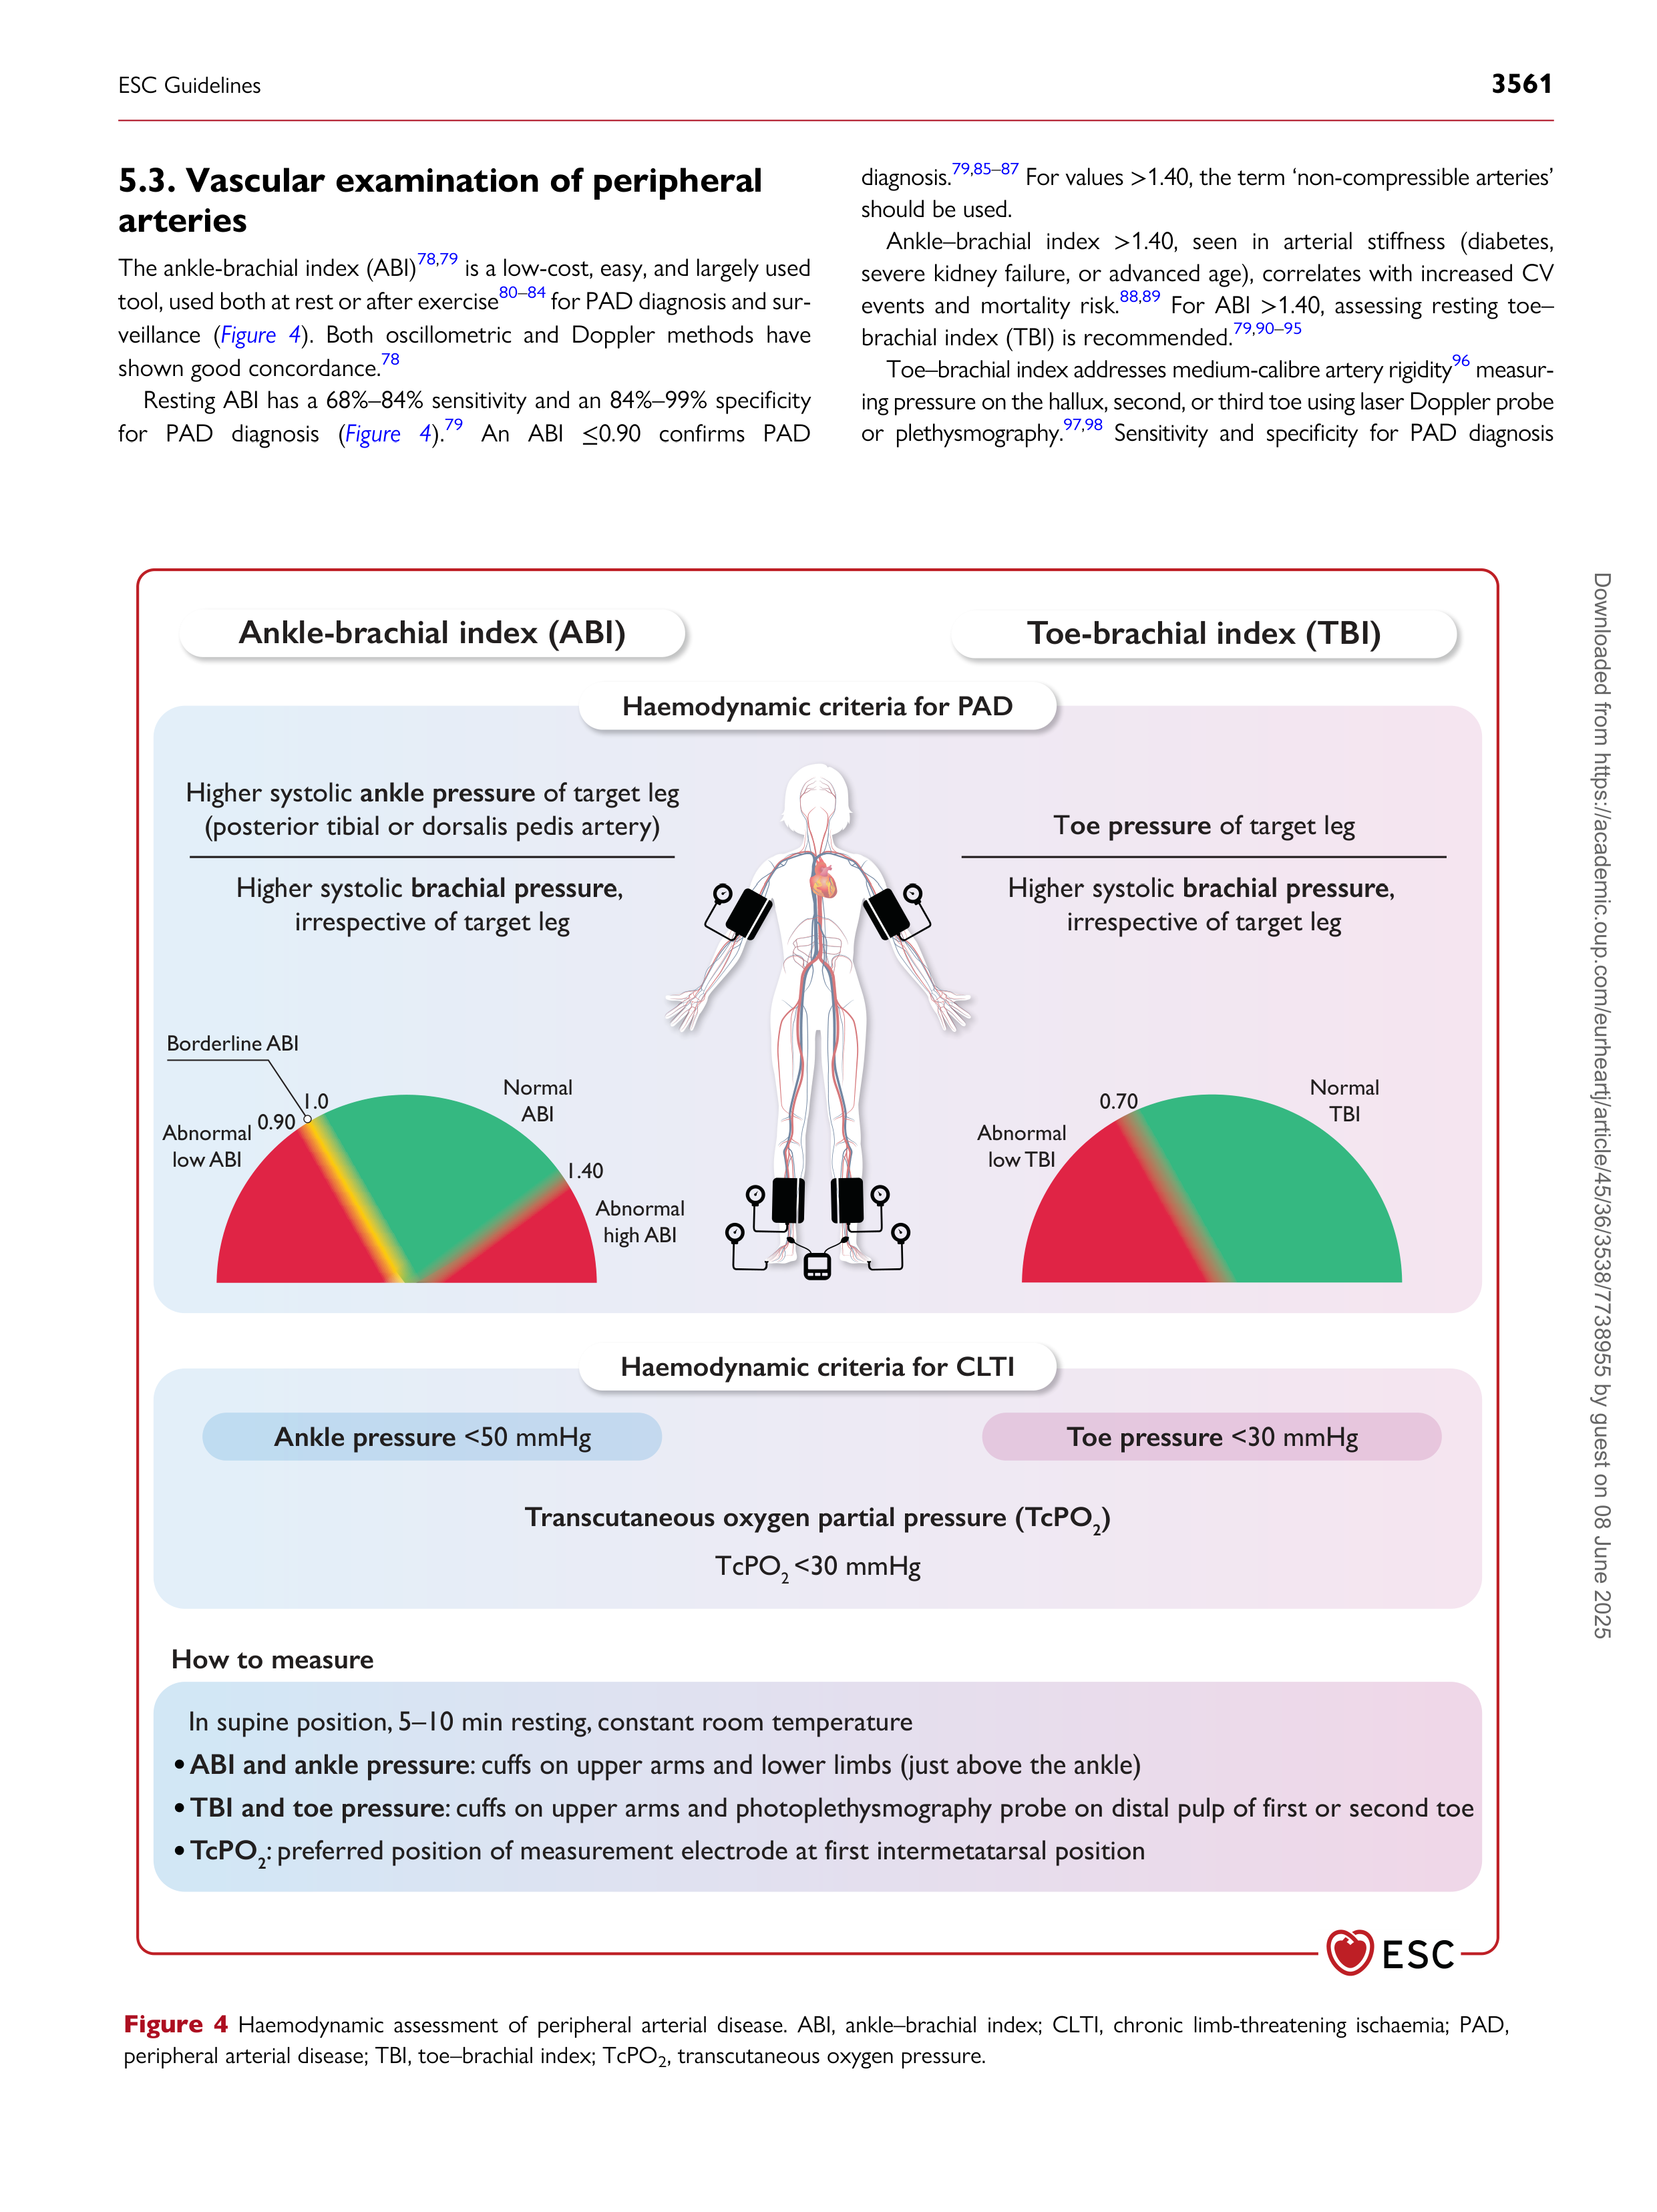 ESC Guidelines
3561
5.3. Vascular examination of peripheral
arteries
The ankle-brachial index (ABI)78,79 is a low-cost, easy, and largely used
tool, used both at rest or after exercise80–84 for PAD diagnosis and sur-
veillance (Figure 4). Both oscillometric and Doppler methods have
shown good concordance.78
Resting ABI has a 68%–84% sensitivity and an 84%–99% specificity
for PAD diagnosis (Figure 4).79 An ABI ≤0.90 confirms PAD
diagnosis.79,85–87 For values >1.40, the term ‘non-compressible arteries’
should be used.
Ankle–brachial index >1.40, seen in arterial stiffness (diabetes,
severe kidney failure, or advanced age), correlates with increased CV
events and mortality risk.88,89 For ABI >1.40, assessing resting toe–
brachial index (TBI) is recommended.79,90–95
Toe–brachial index addresses medium-calibre artery rigidity96 measur-
ing pressure on the hallux, second, or third toe using laser Doppler probe
or plethysmography.97,98 Sensitivity and specificity for PAD diagnosis
Ankle-brachial index (ABI)
Toe-brachial index (TBI)
Haemodynamic criteria for PAD
Higher systolic ankle pressure of target leg
(posterior tibial or dorsalis pedis artery)
Higher systolic brachial pressure,
irrespective of target leg
Toe pressure of target leg
Higher systolic brachial pressure,
irrespective of target leg
Borderline ABI
1.0
0.90
Abnormal
low ABI
Normal
ABI
1.40
Abnormal
high ABI
0.70
Abnormal
low TBI
Normal
TBI
Haemodynamic criteria for CLTI
Ankle pressure <50 mmHg
Toe pressure <30 mmHg
Transcutaneous oxygen partial pressure (TcPO2)
TcPO2 <30 mmHg
How to measure
In supine position, 5–10 min resting, constant room temperature
• ABI and ankle pressure: cuffs on upper arms and lower limbs (just above the ankle)
• TBI and toe pressure: cuffs on upper arms and photoplethysmography probe on distal pulp of first or second toe
• TcPO2: preferred position of measurement electrode at first intermetatarsal position
ESC
Figure 4 Haemodynamic assessment of peripheral arterial disease. ABI, ankle–brachial index; CLTI, chronic limb-threatening ischaemia; PAD,
peripheral arterial disease; TBI, toe–brachial index; TcPO2, transcutaneous oxygen pressure.
Downloaded from https://academic.oup.com/eurheartj/article/45/36/3538/7738955 by guest on 08 June 2025